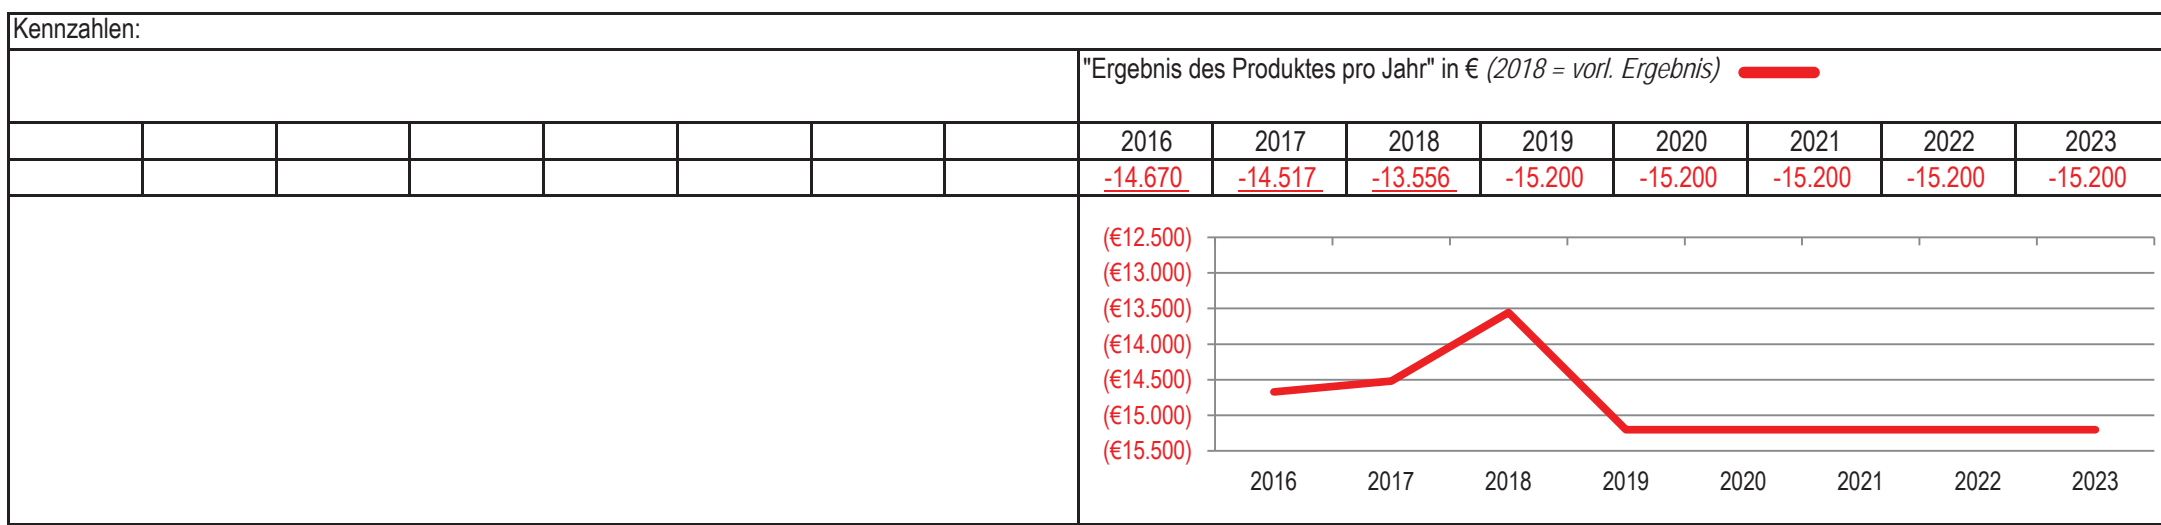 Kennzahlen:
"Ergebnis des Produktes pro Jahr" in € (2018 = vorl. Ergebnis)
2016 2017 2018 2019 2020 2021 2022 2023
-14.670 -14.517 -13.556 -15.200 -15.200 -15.200 -15.200 -15.200
(€12.500)
(€13.000)
(€13.500)
(€14.000)
(€14.500)
(€15.000)
(€15.500)
2016 2017 2018 2019 2020 2021 2022 2023